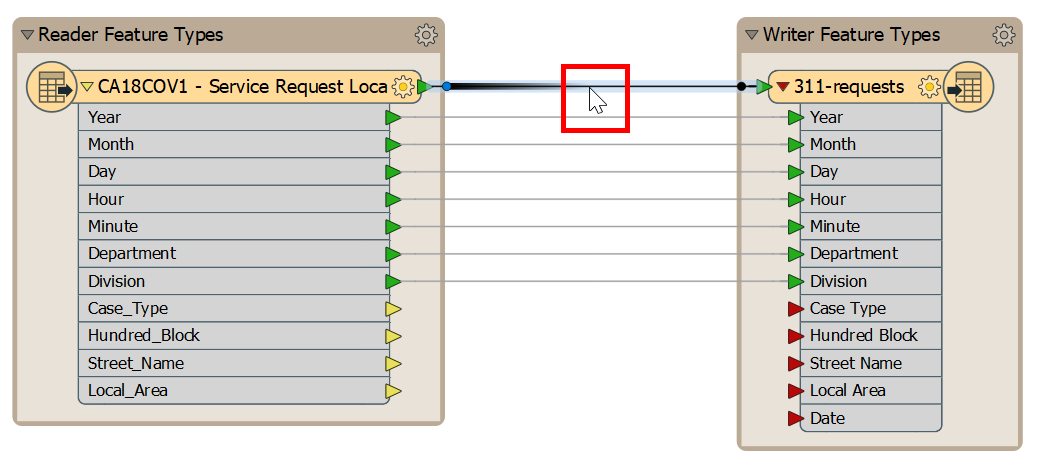 Reader Feature Types
CA18COV1 - Service Request Loca
Year
Month
Day
Hour
Minute
Department
Division
Case_Type
Hundred_Block
Street_Name
Local_Area
Writer Feature Types
311-requests
Year
Month
Day
Hour
Minute
Department
Division
Case Type
Hundred Block
Street Name
Local Area
Date